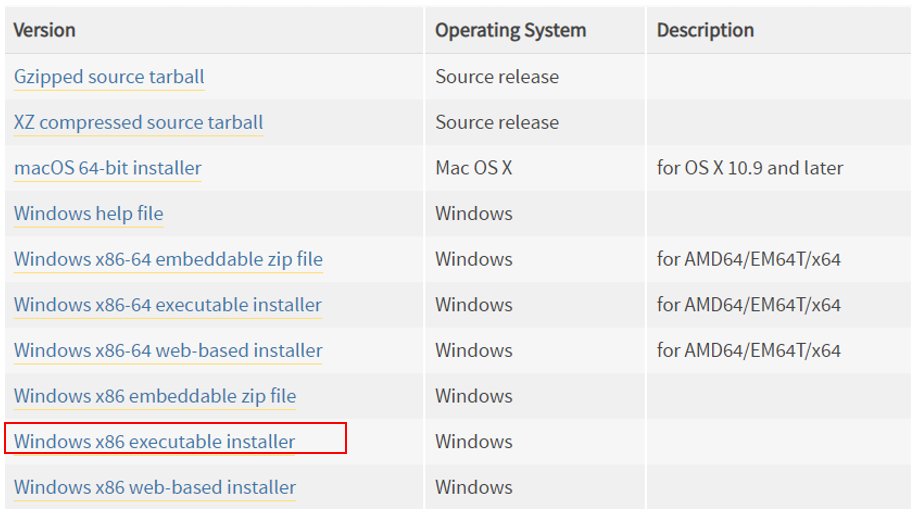 Version Operating System Description
Gzipped source tarball Source release
XZ compressed source tarball Source release
macOS 64-bit installer Mac OS X for OS X 10.9 and later
Windows help file Windows
Windows x86-64 embeddable zip file Windows for AMD64/EM64T/x64
Windows x86-64 executable installer Windows for AMD64/EM64T/x64
Windows x86-64 web-based installer Windows for AMD64/EM64T/x64
Windows x86 embeddable zip file Windows
Windows x86 executable installer Windows
Windows x86 web-based installer Windows